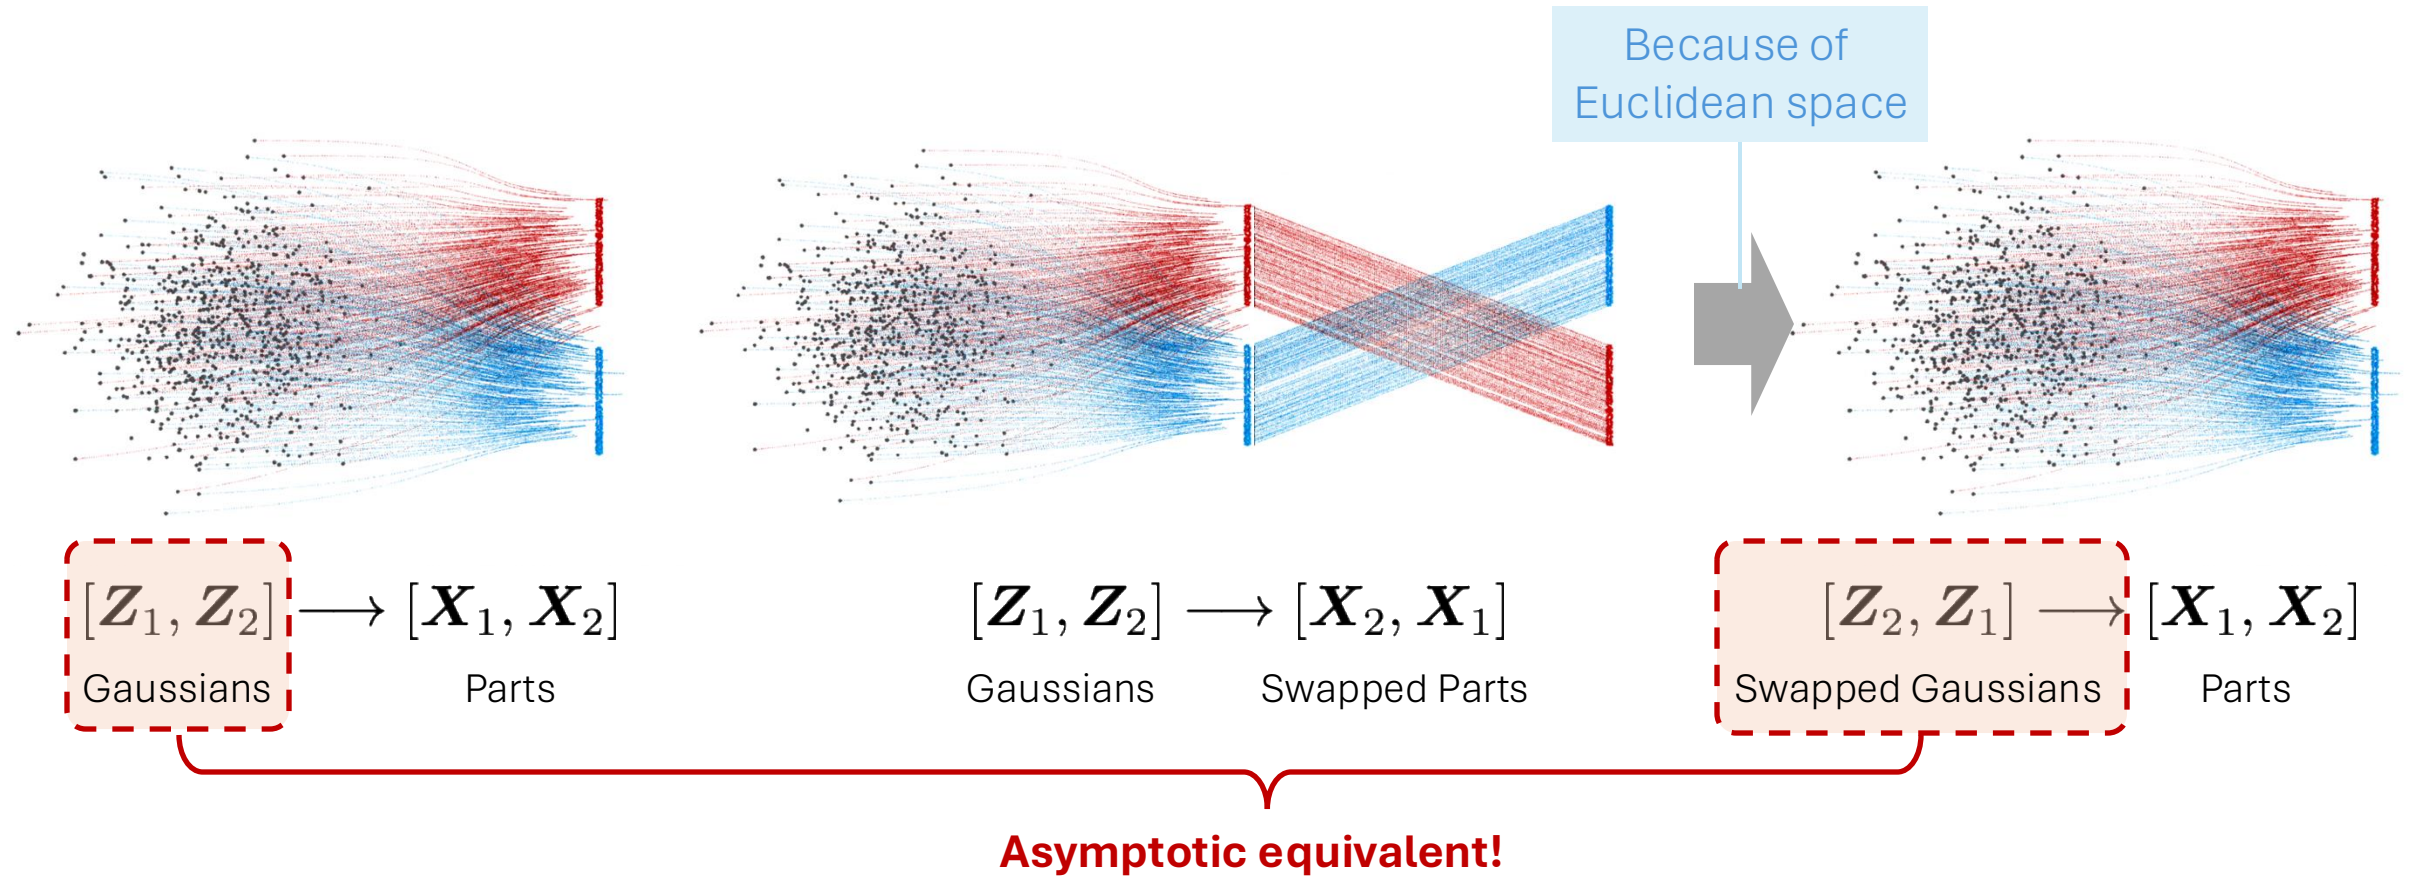 Because of
Euclidean space
[Z₁, Z₂] ⟶ [X₁, X₂]
Gaussians Parts
[Z₁, Z₂] ⟶ [X₂, X₁]
Gaussians Swapped Parts
[Z₂, Z₁] ⟶ [X₁, X₂]
Swapped Gaussians Parts
Asymptotic equivalent!